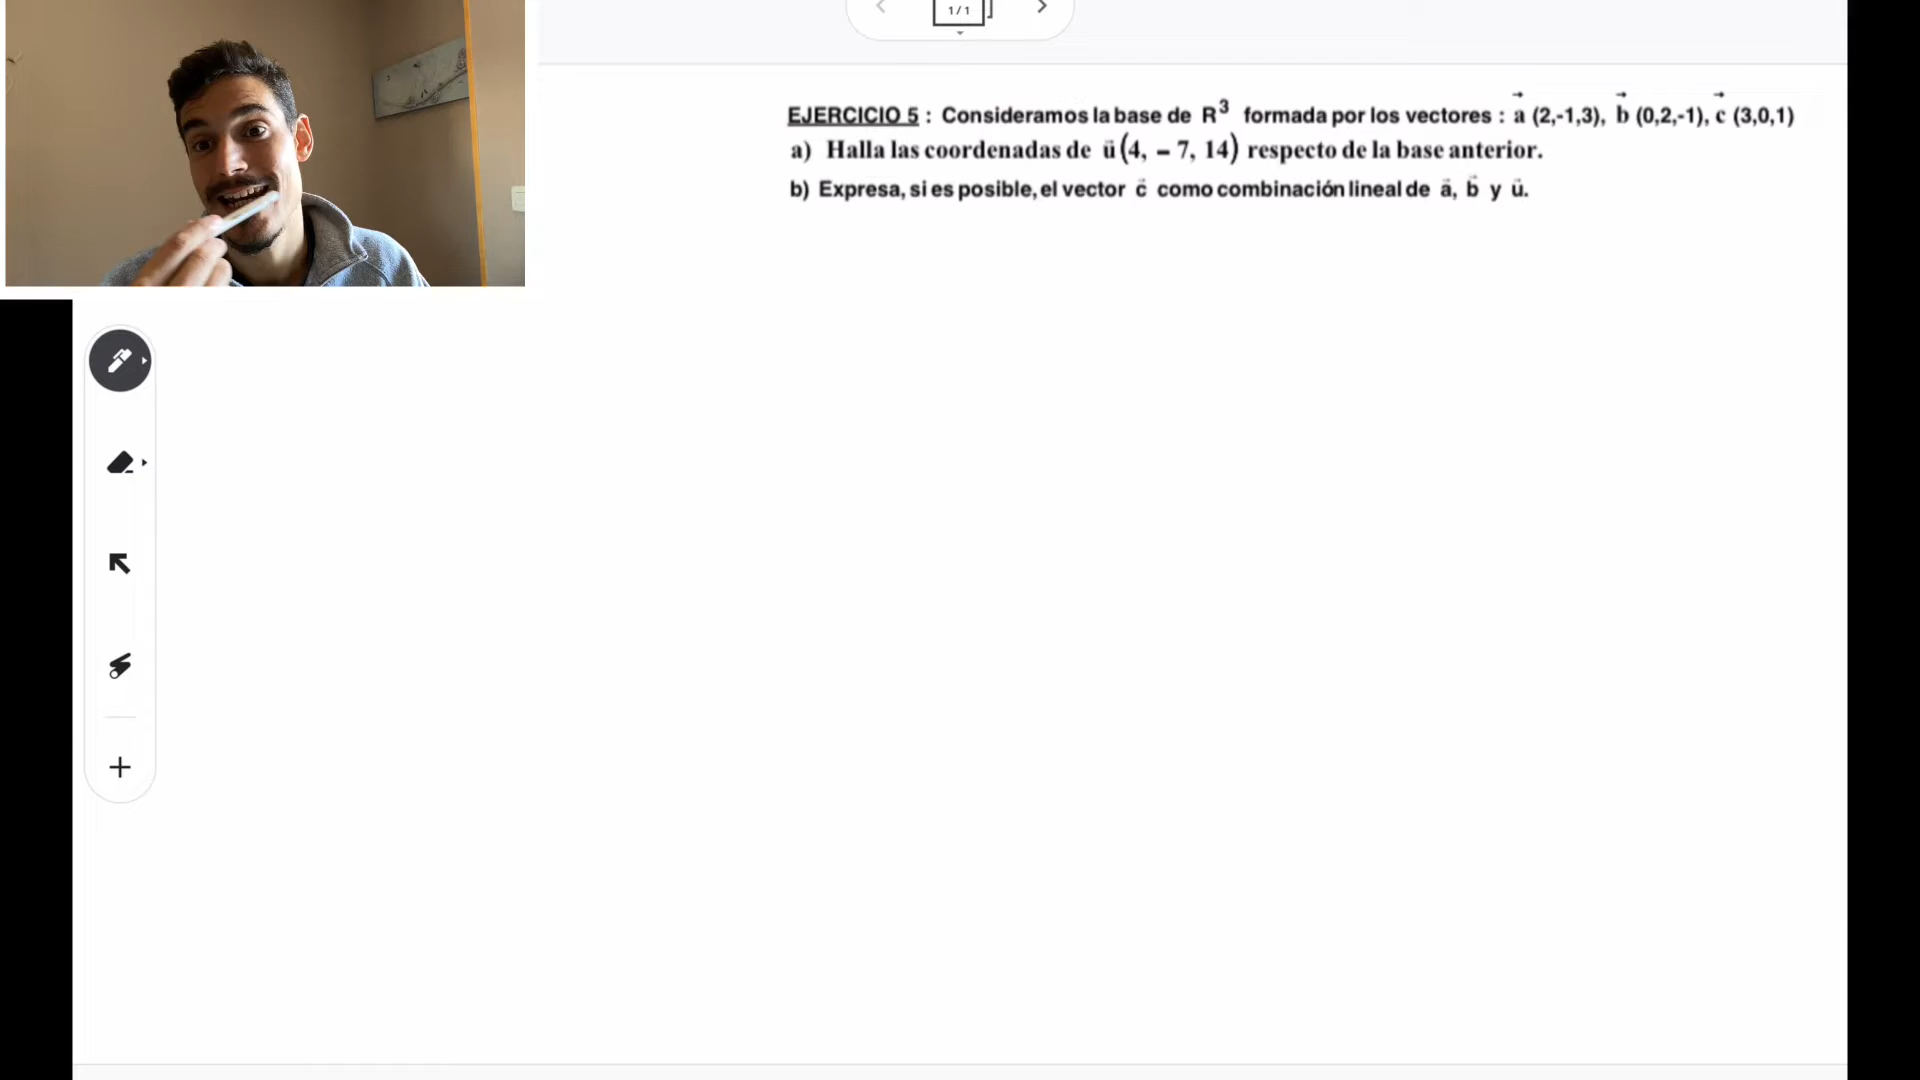 1/1
EJERCICIO 5 : Consideramos la base de R³ formada por los vectores : a⃗ (2,-1,3), b⃗ (0,2,-1), c⃗ (3,0,1)
a) Halla las coordenadas de u⃗ (4, – 7, 14) respecto de la base anterior.
b) Expresa, si es posible, el vector c⃗ como combinación lineal de a⃗, b⃗ y u⃗.